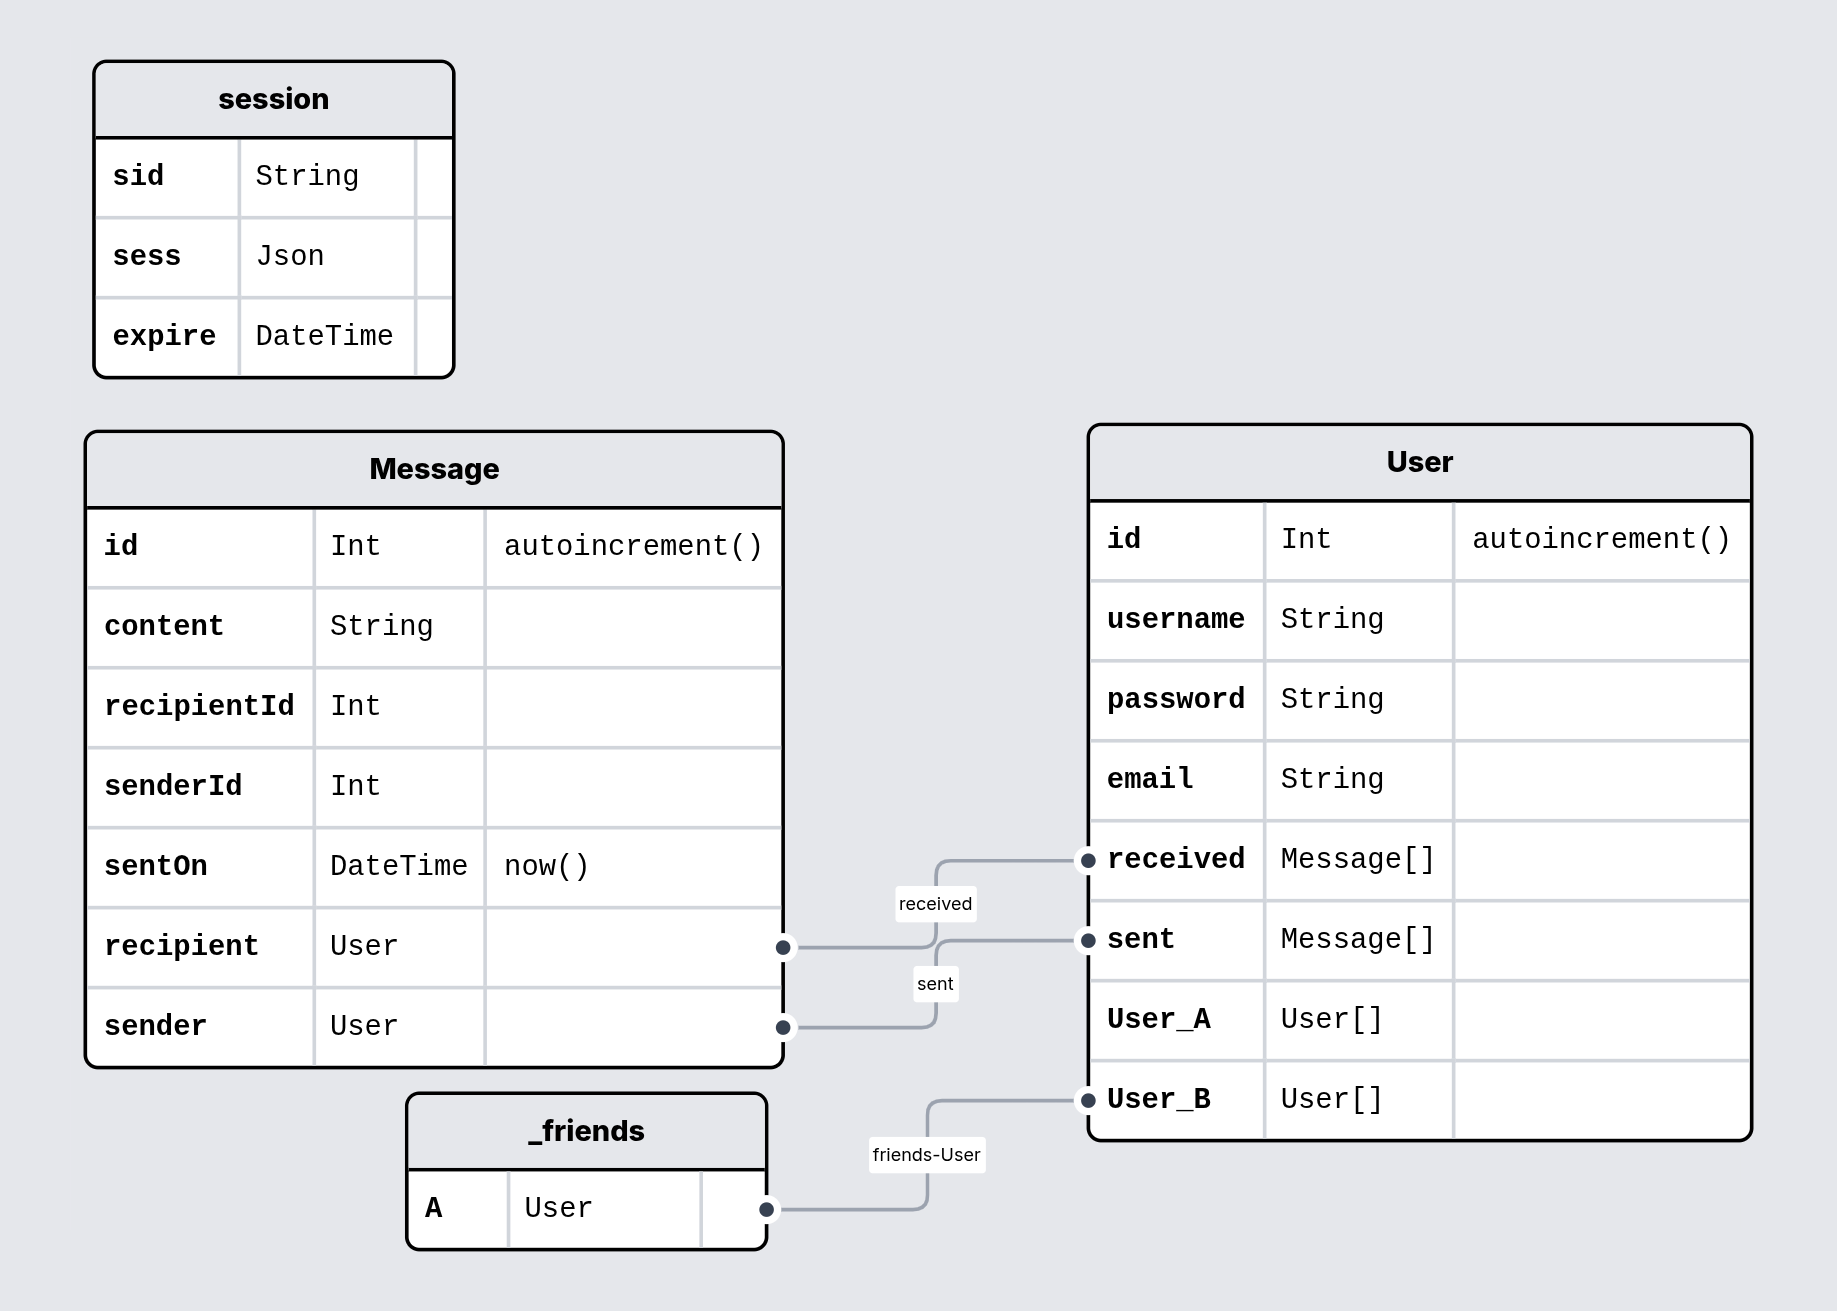 session
sid String
sess Json
expire DateTime
Message
id Int autoincrement()
content String
recipientId Int
senderId Int
sentOn DateTime now()
recipient User
sender User
User
id Int autoincrement()
username String
password String
email String
received Message[]
sent Message[]
User_A User[]
User_B User[]
received
sent
_friends
A User
friends-User